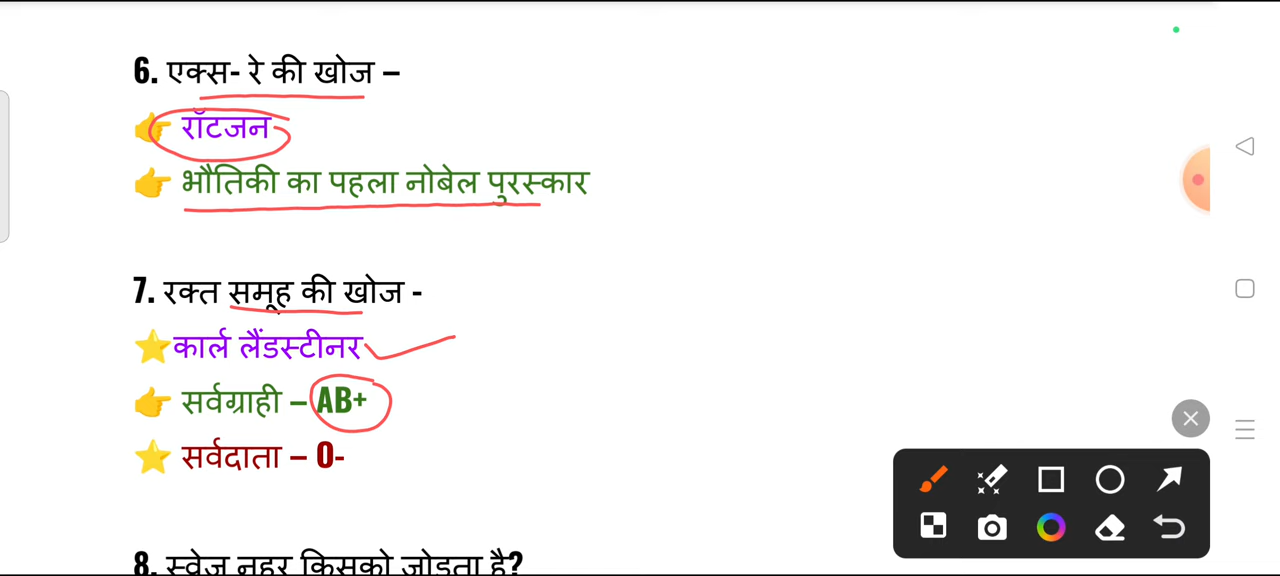 6. एक्स- रे की खोज –
👉 रॉटजन
👉 भौतिकी का पहला नोबेल पुरस्कार
7. रक्त समूह की खोज -
⭐कार्ल लैंडस्टीनर
👉 सर्वग्राही – AB+
⭐ सर्वदाता – O-
8. स्वेज नहर किसको जोड़ता है?